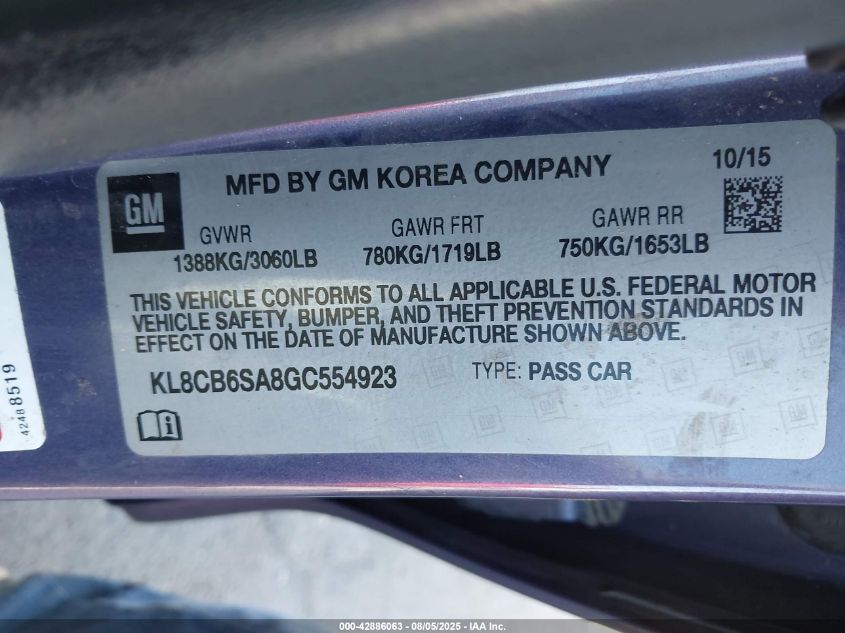 MFD BY GM KOREA COMPANY 10/15
GM
GVWR GAWR FRT GAWR RR
1388KG/3060LB 780KG/1719LB 750KG/1653LB
THIS VEHICLE CONFORMS TO ALL APPLICABLE U.S. FEDERAL MOTOR
VEHICLE SAFETY, BUMPER, AND THEFT PREVENTION STANDARDS IN
EFFECT ON THE DATE OF MANUFACTURE SHOWN ABOVE.
KL8CB6SA8GC554923 TYPE: PASS CAR
42488519
000-42886063 - 08/05/2025 - IAA Inc.